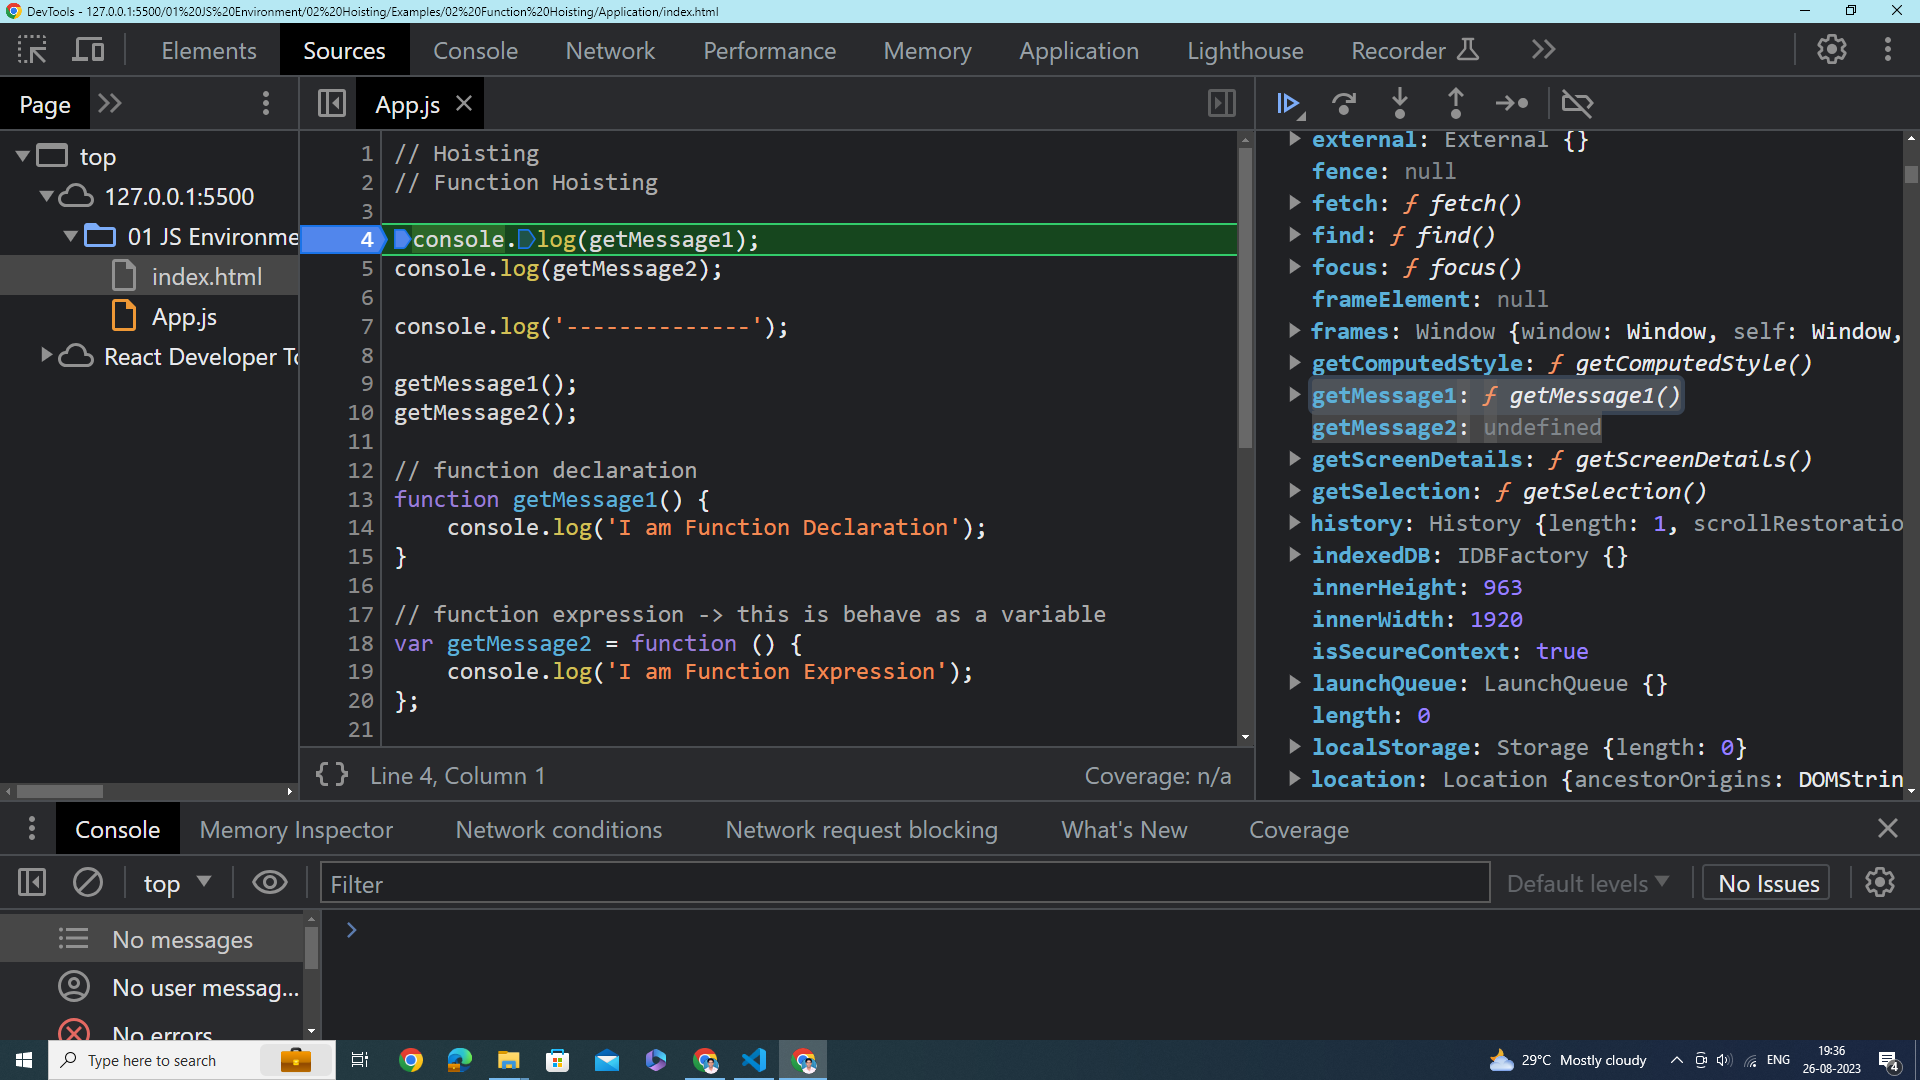 DevTools - 127.0.0.1:5500/01%20JS%20Environment/02%20Hoisting/Examples/02%20Function%20Hoisting/Application/index.html
Elements Sources Console Network Performance Memory Application Lighthouse Recorder
Page
App.js
top
127.0.0.1:5500
01 JS Environme
index.html
App.js
React Developer To
1 // Hoisting
2 // Function Hoisting
3
4 console.log(getMessage1);
5 console.log(getMessage2);
6
7 console.log('--------------');
8
9 getMessage1();
10 getMessage2();
11
12 // function declaration
13 function getMessage1() {
14 console.log('I am Function Declaration');
15 }
16
17 // function expression -> this is behave as a variable
18 var getMessage2 = function () {
19 console.log('I am Function Expression');
20 };
21
{} Line 4, Column 1 Coverage: n/a
external: External {}
fence: null
fetch: ƒ fetch()
find: ƒ find()
focus: ƒ focus()
frameElement: null
frames: Window {window: Window, self: Window,
getComputedStyle: ƒ getComputedStyle()
getMessage1: ƒ getMessage1()
getMessage2: undefined
getScreenDetails: ƒ getScreenDetails()
getSelection: ƒ getSelection()
history: History {length: 1, scrollRestoratio
indexedDB: IDBFactory {}
innerHeight: 963
innerWidth: 1920
isSecureContext: true
launchQueue: LaunchQueue {}
length: 0
localStorage: Storage {length: 0}
location: Location {ancestorOrigins: DOMStrin
Console Memory Inspector Network conditions Network request blocking What's New Coverage
top Filter Default levels No Issues
No messages
No user messag...
No errors
Type here to search
29°C Mostly cloudy
ENG
19:36
26-08-2023
4